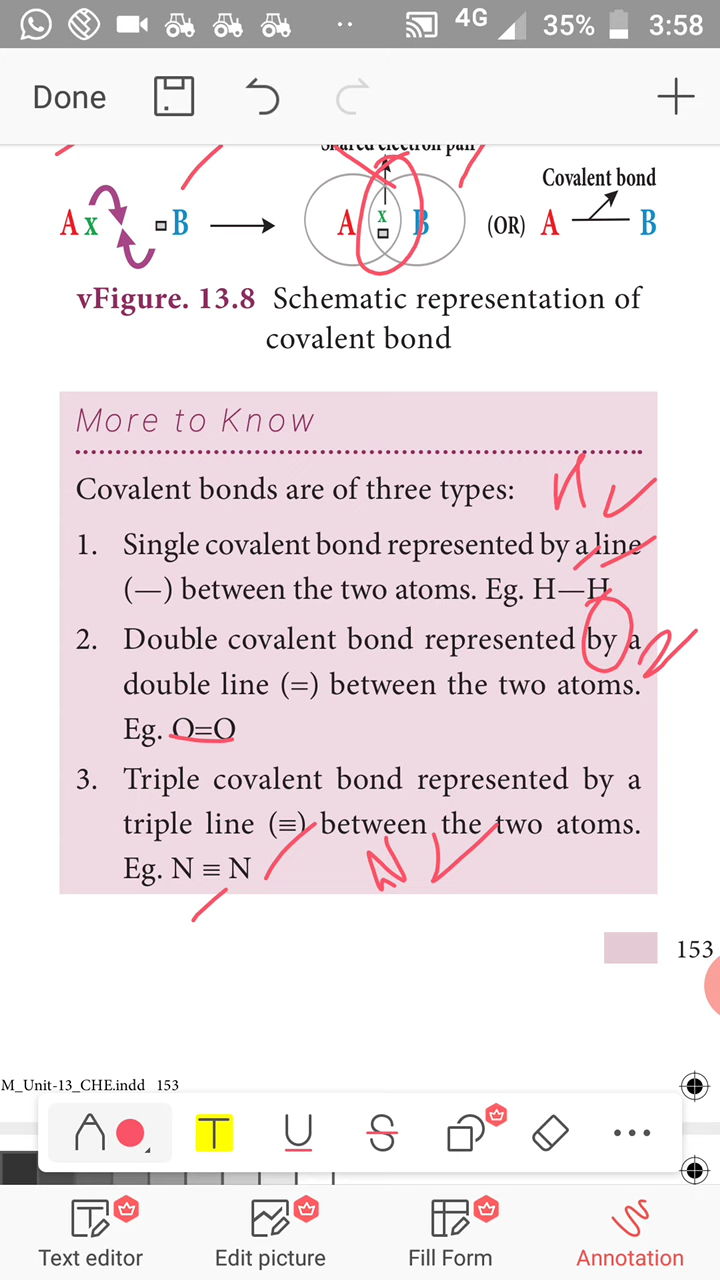 4G 35% 3:58
Done
Shared electron pair
Covalent bond
A x B A x B (OR) A B
vFigure. 13.8 Schematic representation of
covalent bond
More to Know
Covalent bonds are of three types:
1. Single covalent bond represented by a line
(—) between the two atoms. Eg. H—H
2. Double covalent bond represented by a
double line (=) between the two atoms.
Eg. O=O
O2
3. Triple covalent bond represented by a
triple line (≡) between the two atoms.
Eg. N ≡ N
153
M_Unit-13_CHE.indd 153
T U S
Text editor Edit picture Fill Form Annotation